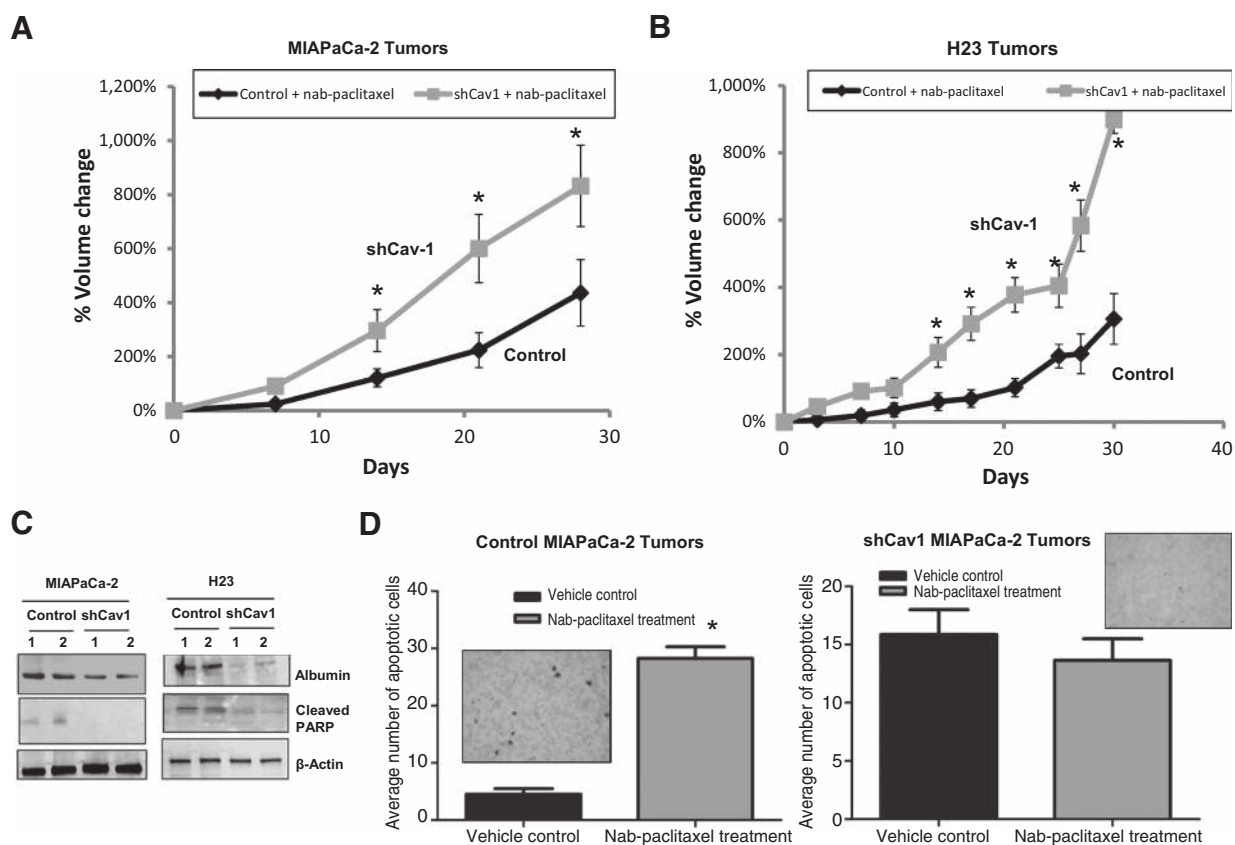 A
MIAPaCa-2 Tumors
Control + nab-paclitaxel shCav1 + nab-paclitaxel
1,200%
1,000%
800%
600%
400%
200%
0%
% Volume change
* * *
shCav-1
Control
0 10 20 30
Days
B
H23 Tumors
Control + nab-paclitaxel shCav1 + nab-paclitaxel
1,000%
800%
600%
400%
200%
0%
% Volume change
* * * * * *
shCav-1
Control
0 10 20 30 40
Days
C
MIAPaCa-2 H23
Control shCav1 Control shCav1
1 2 1 2 1 2 1 2
Albumin
Cleaved
PARP
β-Actin
D
Control MIAPaCa-2 Tumors
Vehicle control
Nab-paclitaxel treatment
*
40
30
20
10
0
Average number of apoptotic cells
Vehicle control Nab-paclitaxel treatment
shCav1 MIAPaCa-2 Tumors
Vehicle control
Nab-paclitaxel treatment
20
15
10
5
0
Average number of apoptotic cells
Vehicle control Nab-paclitaxel treatment